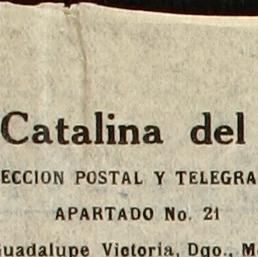 Catalina del
ECCION POSTAL Y TELEGRA
APARTADO No. 21
Guadalupe Victoria, Dgo., M